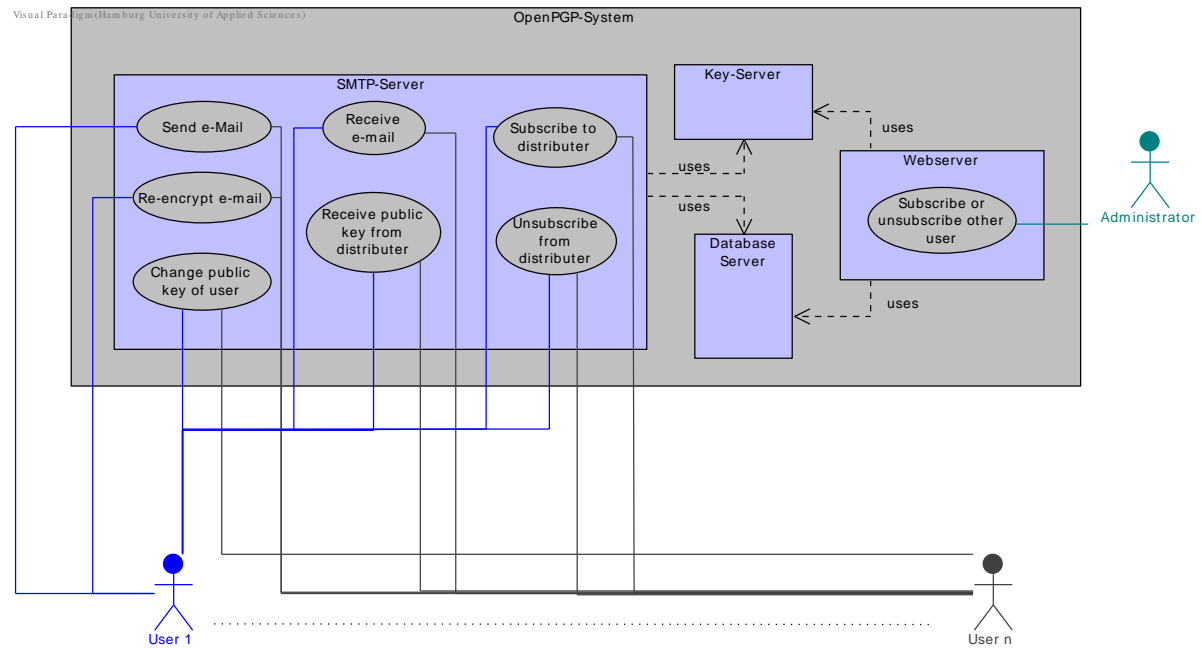 Visual Paradigm(Hamburg University of Applied Sciences)
OpenPGP-System
SMTP-Server
Send e-Mail
Receive
e-mail
Subscribe to
distributer
Re-encrypt e-mail
Receive public
key from
distributer
Unsubscribe
from
distributer
Change public
key of user
Key-Server
uses
uses
Database
Server
uses
Webserver
Subscribe or
unsubscribe other
user
uses
Administrator
User 1
User n